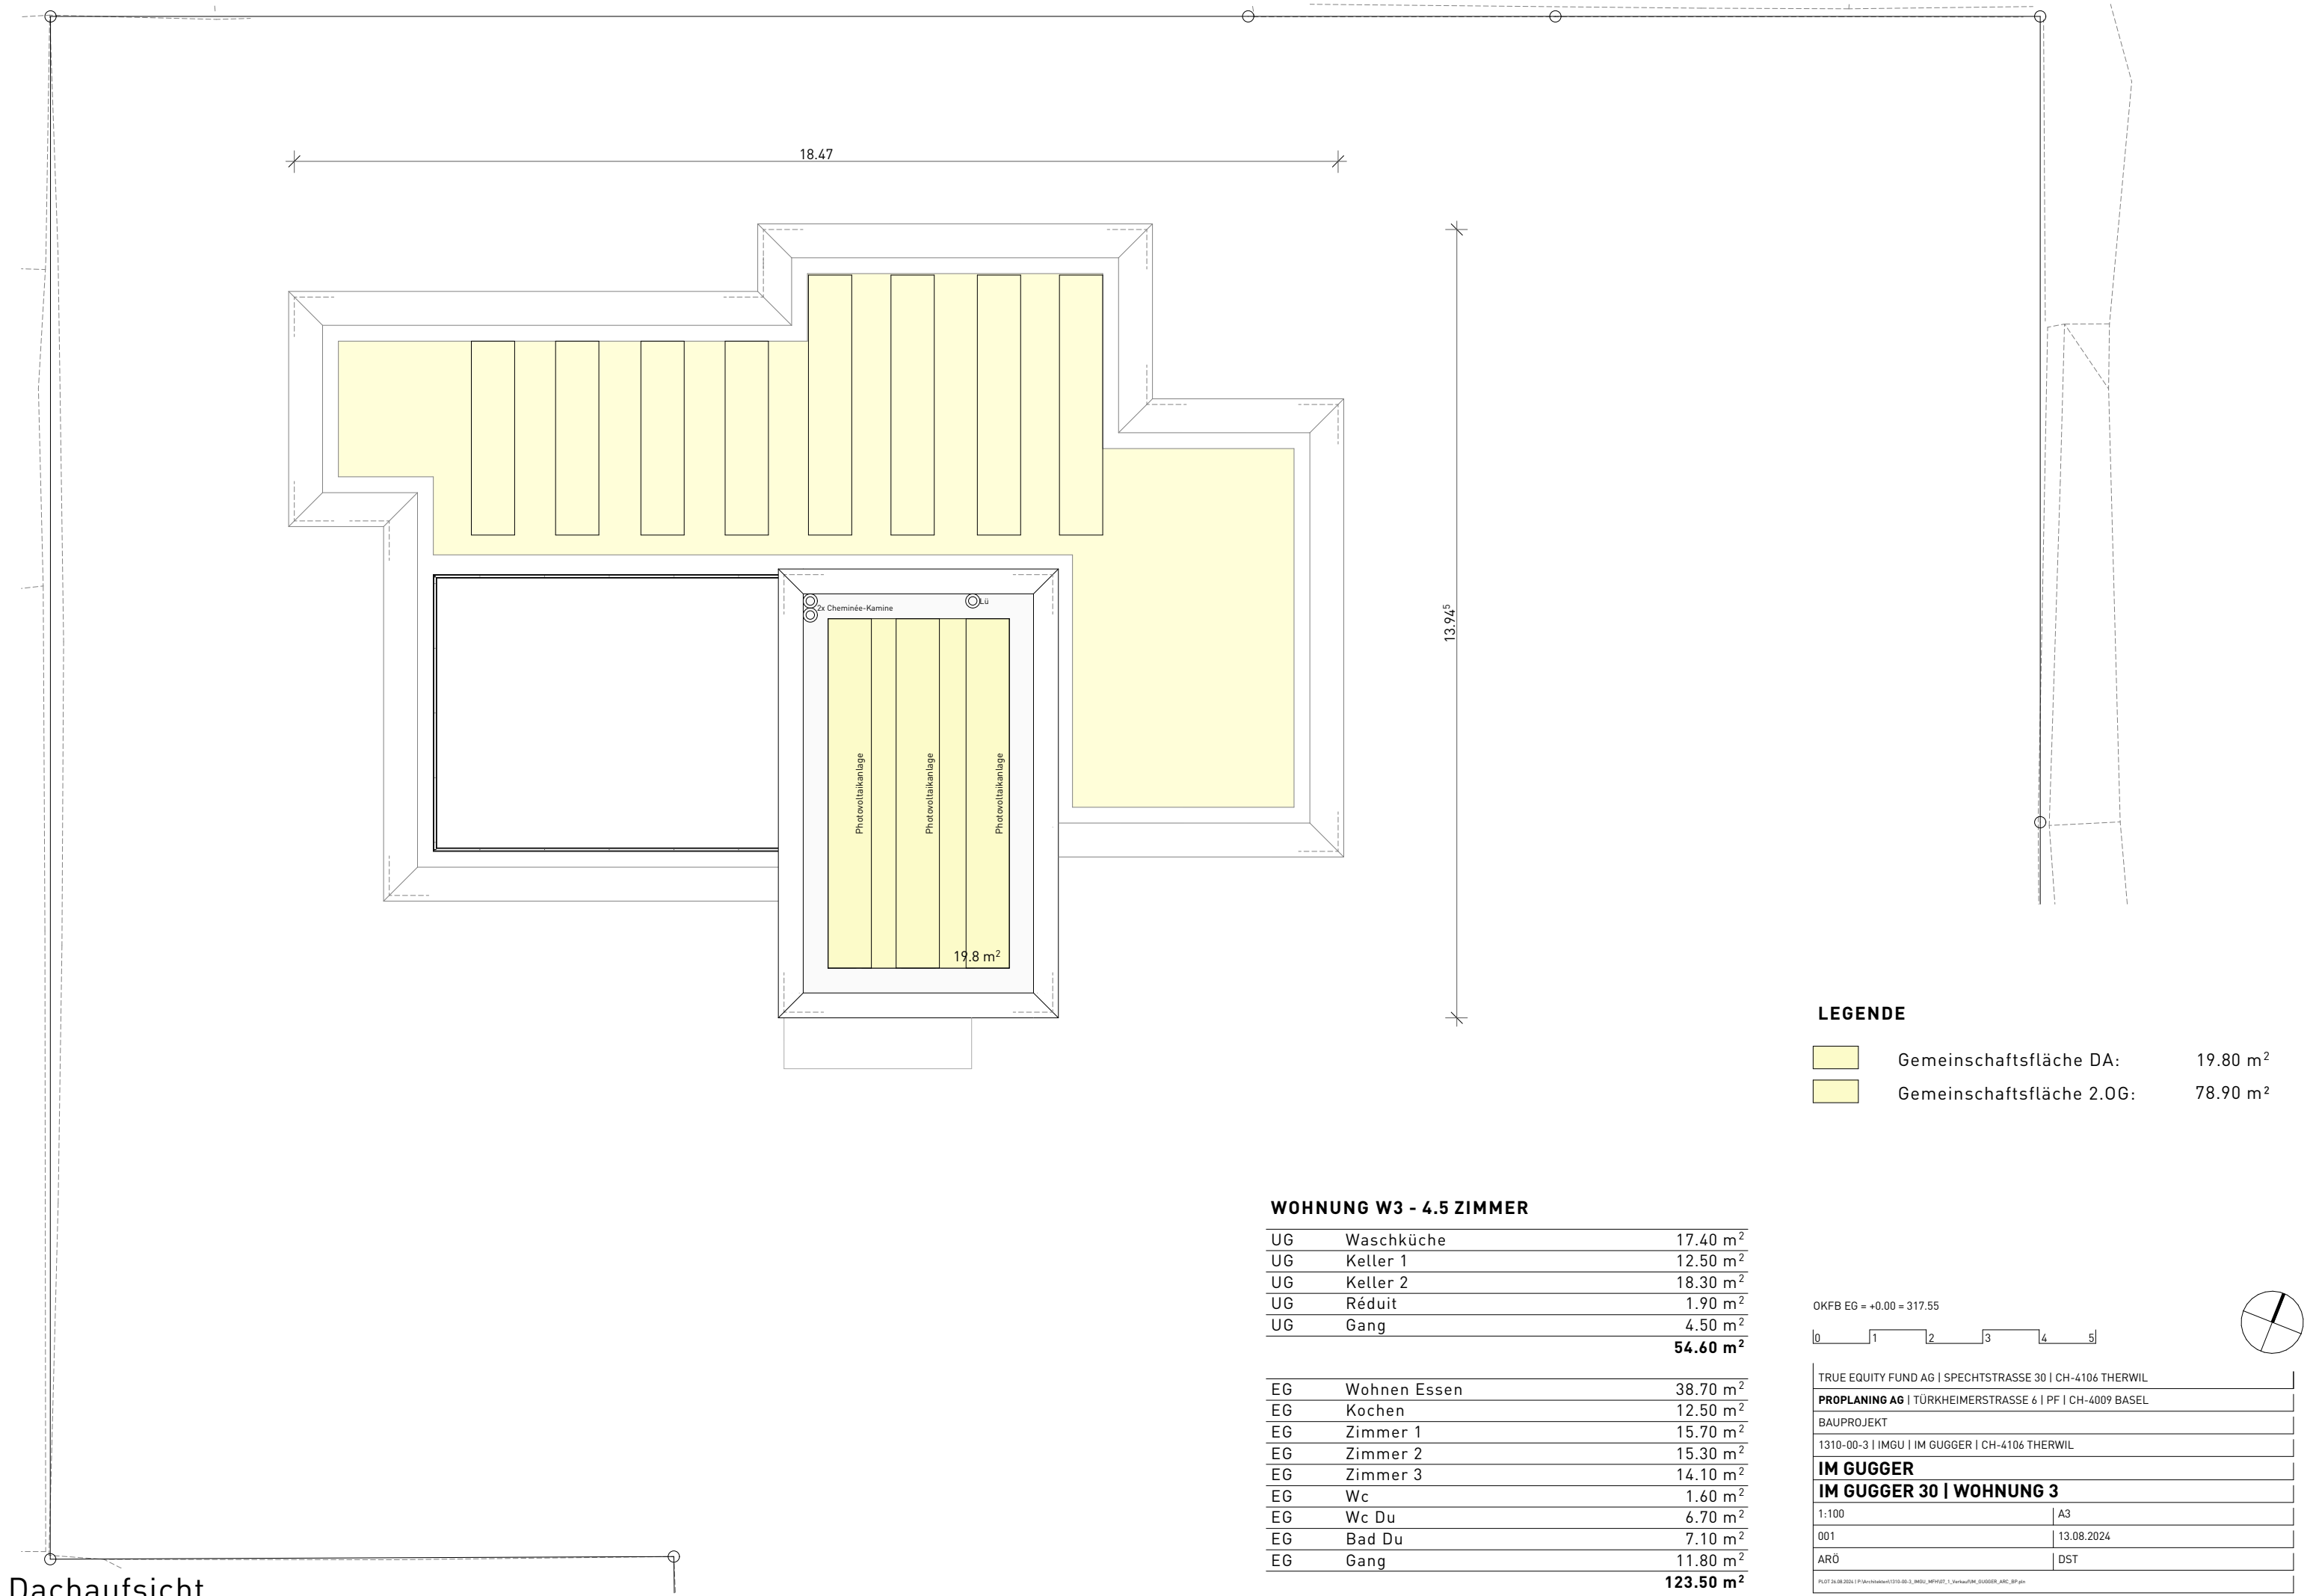 18.47
13.94⁵
2x Cheminée-Kamine
Lü
Photovoltaikanlage
Photovoltaikanlage
Photovoltaikanlage
19.8 m²
LEGENDE
Gemeinschaftsfläche DA: 19.80 m²
Gemeinschaftsfläche 2.OG: 78.90 m²
WOHNUNG W3 - 4.5 ZIMMER
UG Waschküche 17.40 m²
UG Keller 1 12.50 m²
UG Keller 2 18.30 m²
UG Réduit 1.90 m²
UG Gang 4.50 m²
54.60 m²
EG Wohnen Essen 38.70 m²
EG Kochen 12.50 m²
EG Zimmer 1 15.70 m²
EG Zimmer 2 15.30 m²
EG Zimmer 3 14.10 m²
EG Wc 1.60 m²
EG Wc Du 6.70 m²
EG Bad Du 7.10 m²
EG Gang 11.80 m²
123.50 m²
OKFB EG = +0.00 = 317.55
0 1 2 3 4 5
TRUE EQUITY FUND AG | SPECHTSTRASSE 30 | CH-4106 THERWIL
PROPLANING AG | TÜRKHEIMERSTRASSE 6 | PF | CH-4009 BASEL
BAUPROJEKT
1310-00-3 | IMGU | IM GUGGER | CH-4106 THERWIL
IM GUGGER
IM GUGGER 30 | WOHNUNG 3
1:100 A3
001 13.08.2024
ARÖ DST
Dachaufsicht